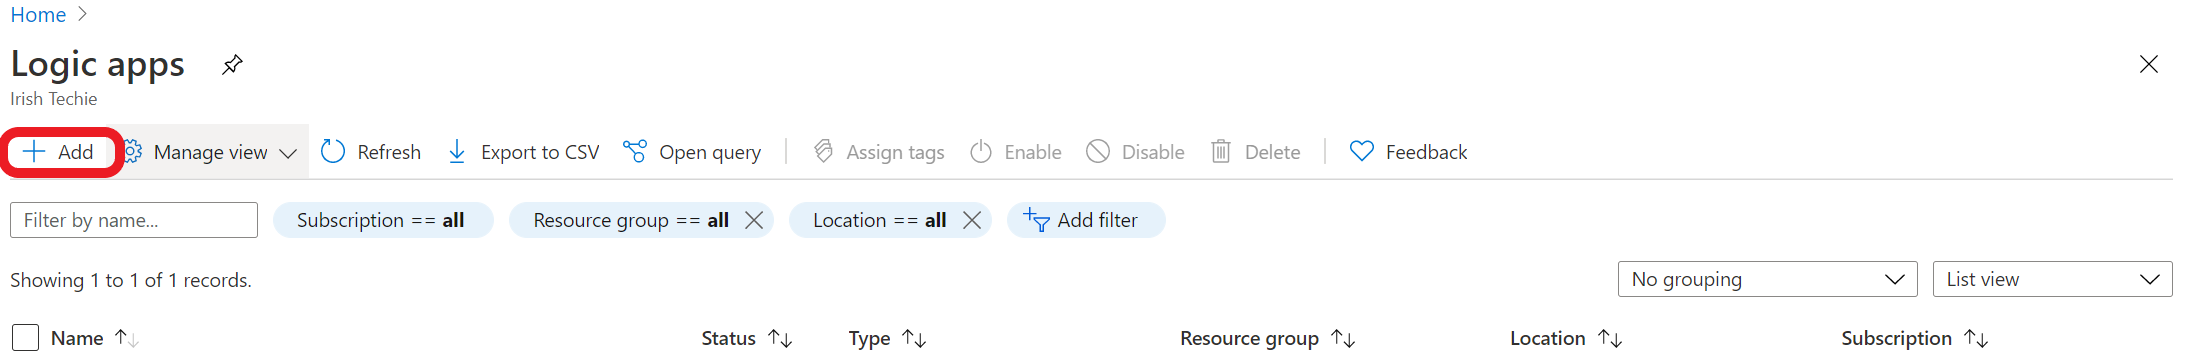 Home
Logic apps
Irish Techie
Add Manage view Refresh Export to CSV Open query Assign tags Enable Disable Delete Feedback
Filter by name... Subscription == all Resource group == all Location == all Add filter
Showing 1 to 1 of 1 records. No grouping List view
Name Status Type Resource group Location Subscription